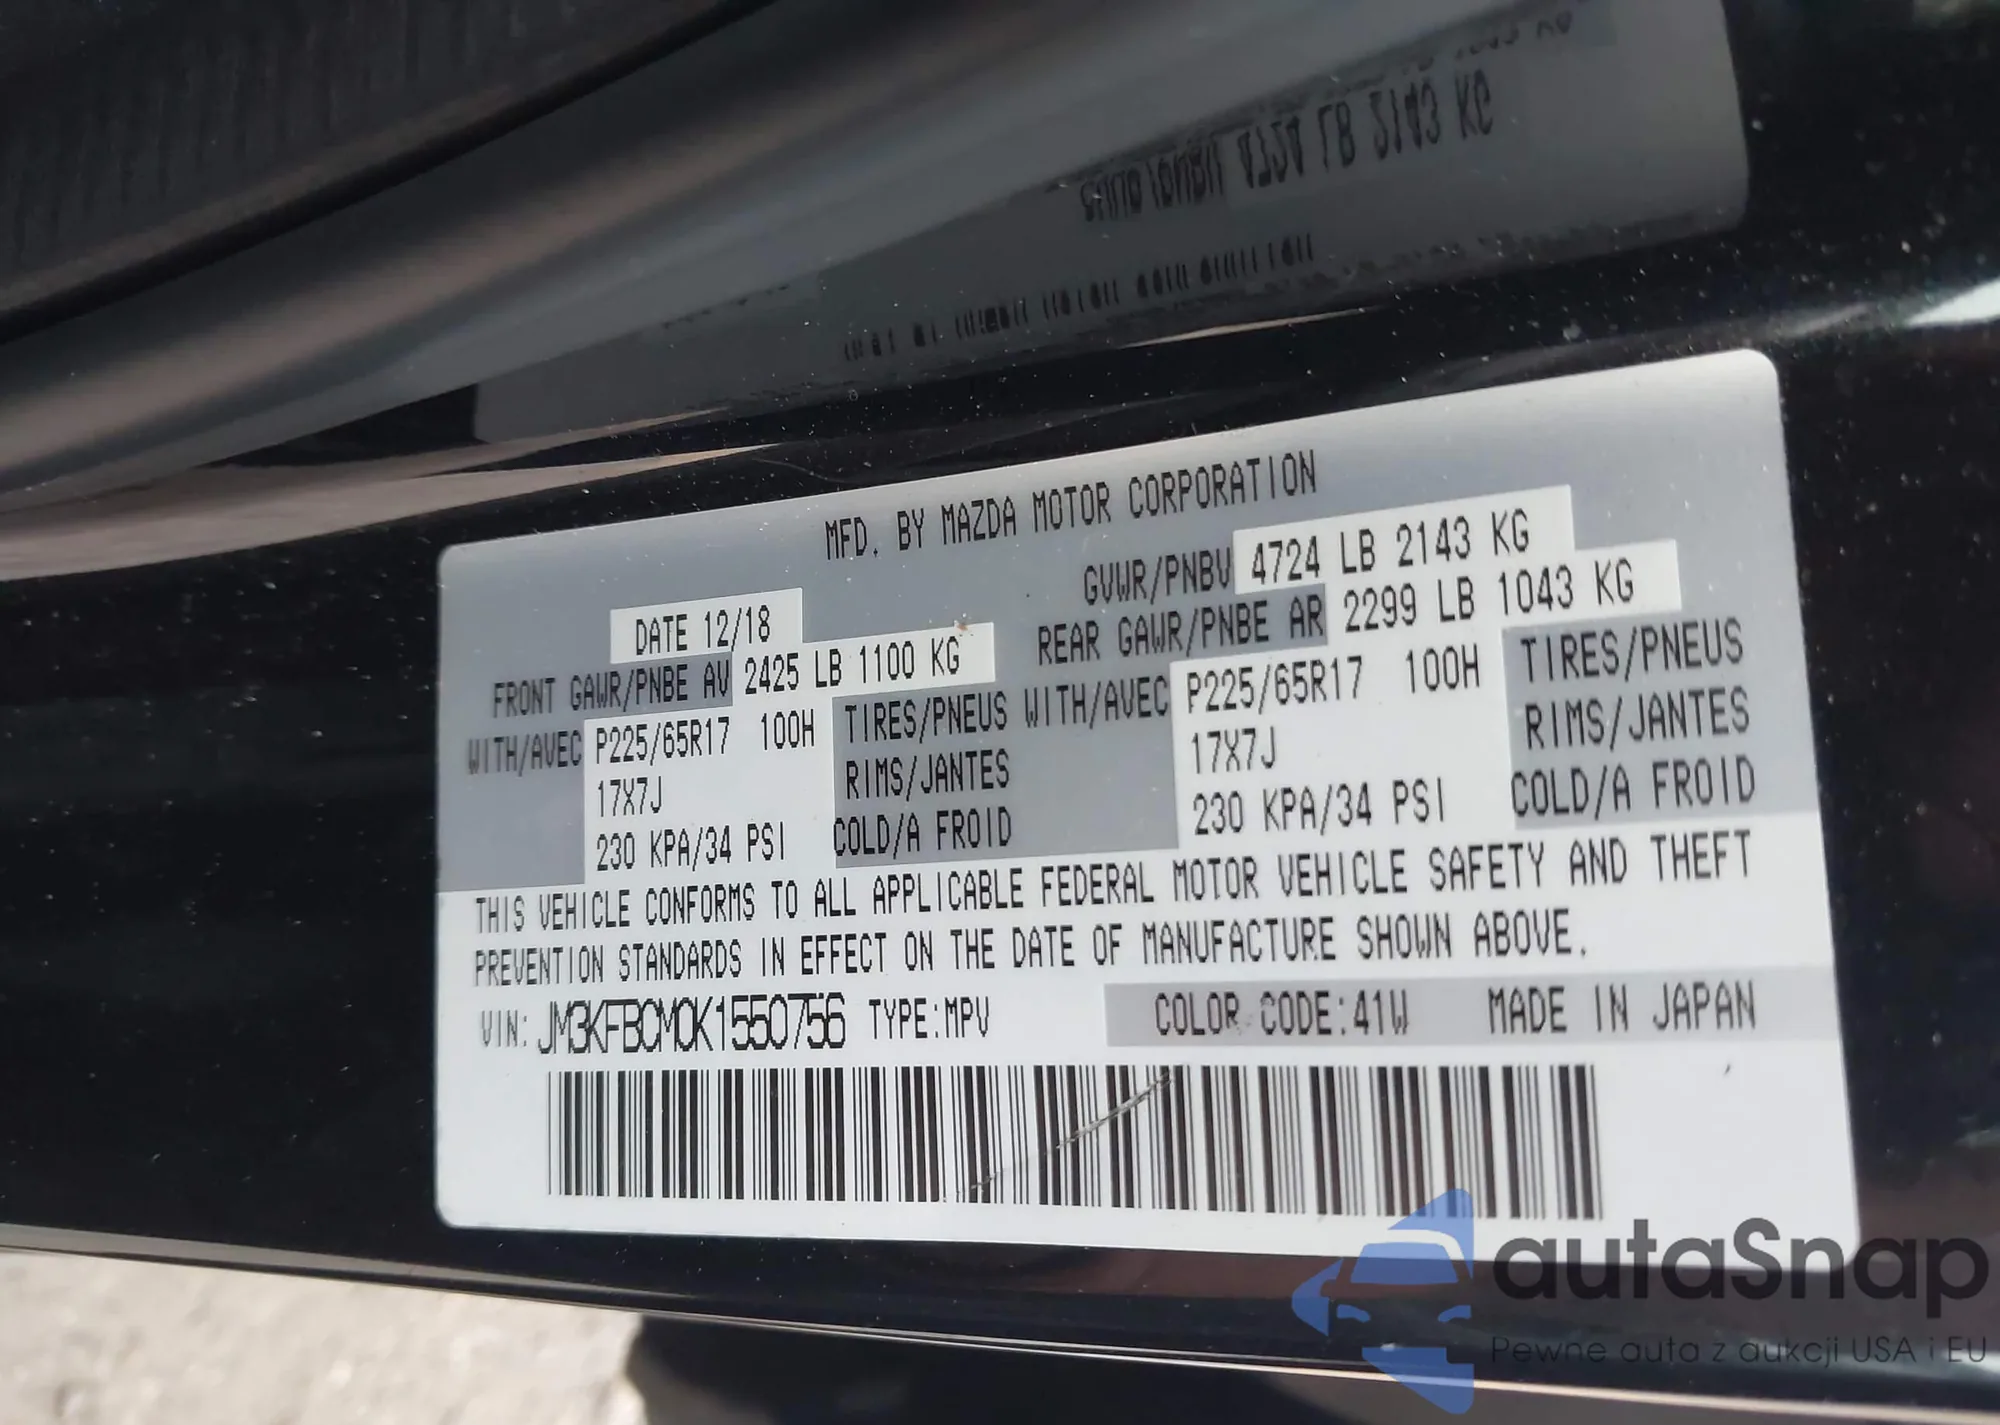 MFD. BY MAZDA MOTOR CORPORATION
DATE 12/18 GVWR/PNBV 4724 LB 2143 KG
FRONT GAWR/PNBE AV 2425 LB 1100 KG REAR GAWR/PNBE AR 2299 LB 1043 KG
WITH/AVEC P225/65R17 100H TIRES/PNEUS WITH/AVEC P225/65R17 100H TIRES/PNEUS
17X7J RIMS/JANTES 17X7J RIMS/JANTES
230 KPA/34 PSI COLD/A FROID 230 KPA/34 PSI COLD/A FROID
THIS VEHICLE CONFORMS TO ALL APPLICABLE FEDERAL MOTOR VEHICLE SAFETY AND THEFT
PREVENTION STANDARDS IN EFFECT ON THE DATE OF MANUFACTURE SHOWN ABOVE.
VIN: JM3KFBCM0K1550756 TYPE:MPV COLOR CODE:41W MADE IN JAPAN
autaSnap
Pewne auta z aukcji USA i EU